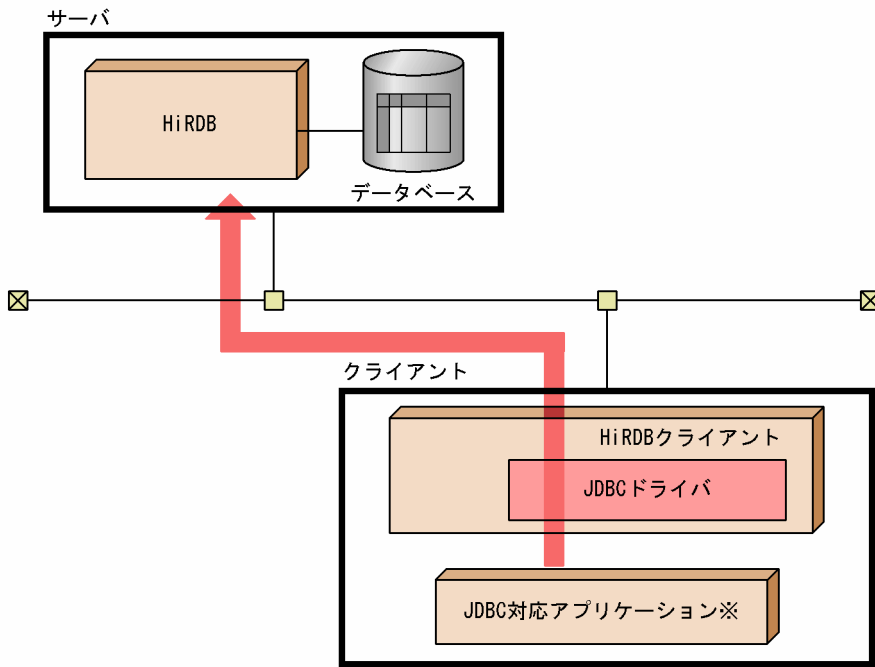 サーバ
HiRDB
データベース
クライアント
HiRDBクライアント
JDBCドライバ
JDBC対応アプリケーション※